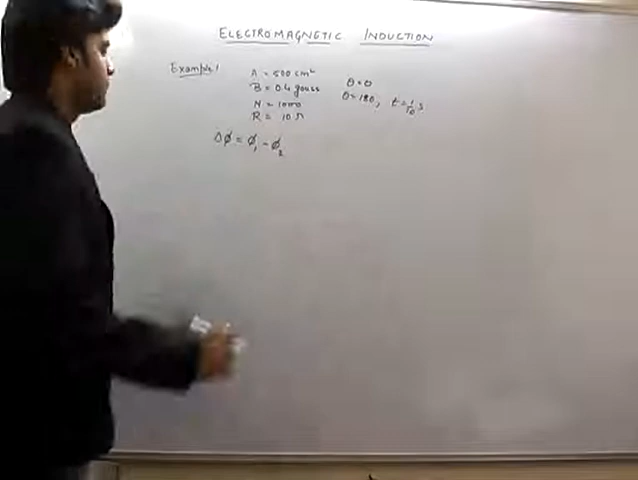 ELECTROMAGNETIC INDUCTION
Example!
A = 500 cm²
B = 0.4 gauss
N = 1000
R = 10 Ω
θ = 0
θ = 180, t = 1/10 s
Δϕ = ϕ₁ - ϕ₂